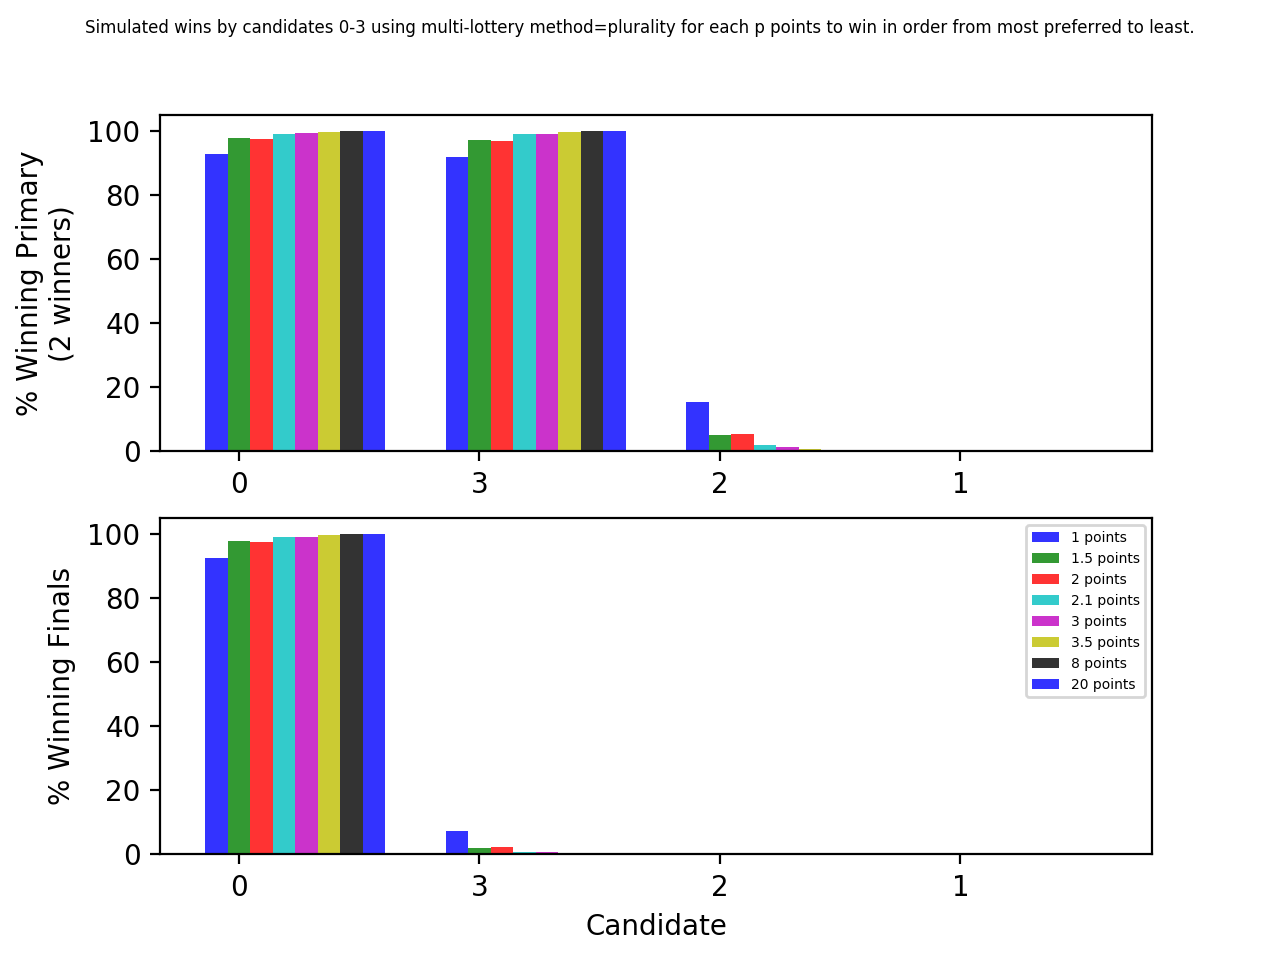 Simulated wins by candidates 0-3 using multi-lottery method=plurality for each p points to win in order from most preferred to least.
% Winning Primary
(2 winners)
100
80
60
40
20
0
0 3 2 1
% Winning Finals
100
80
60
40
20
0
1 points
1.5 points
2 points
2.1 points
3 points
3.5 points
8 points
20 points
0 3 2 1
Candidate